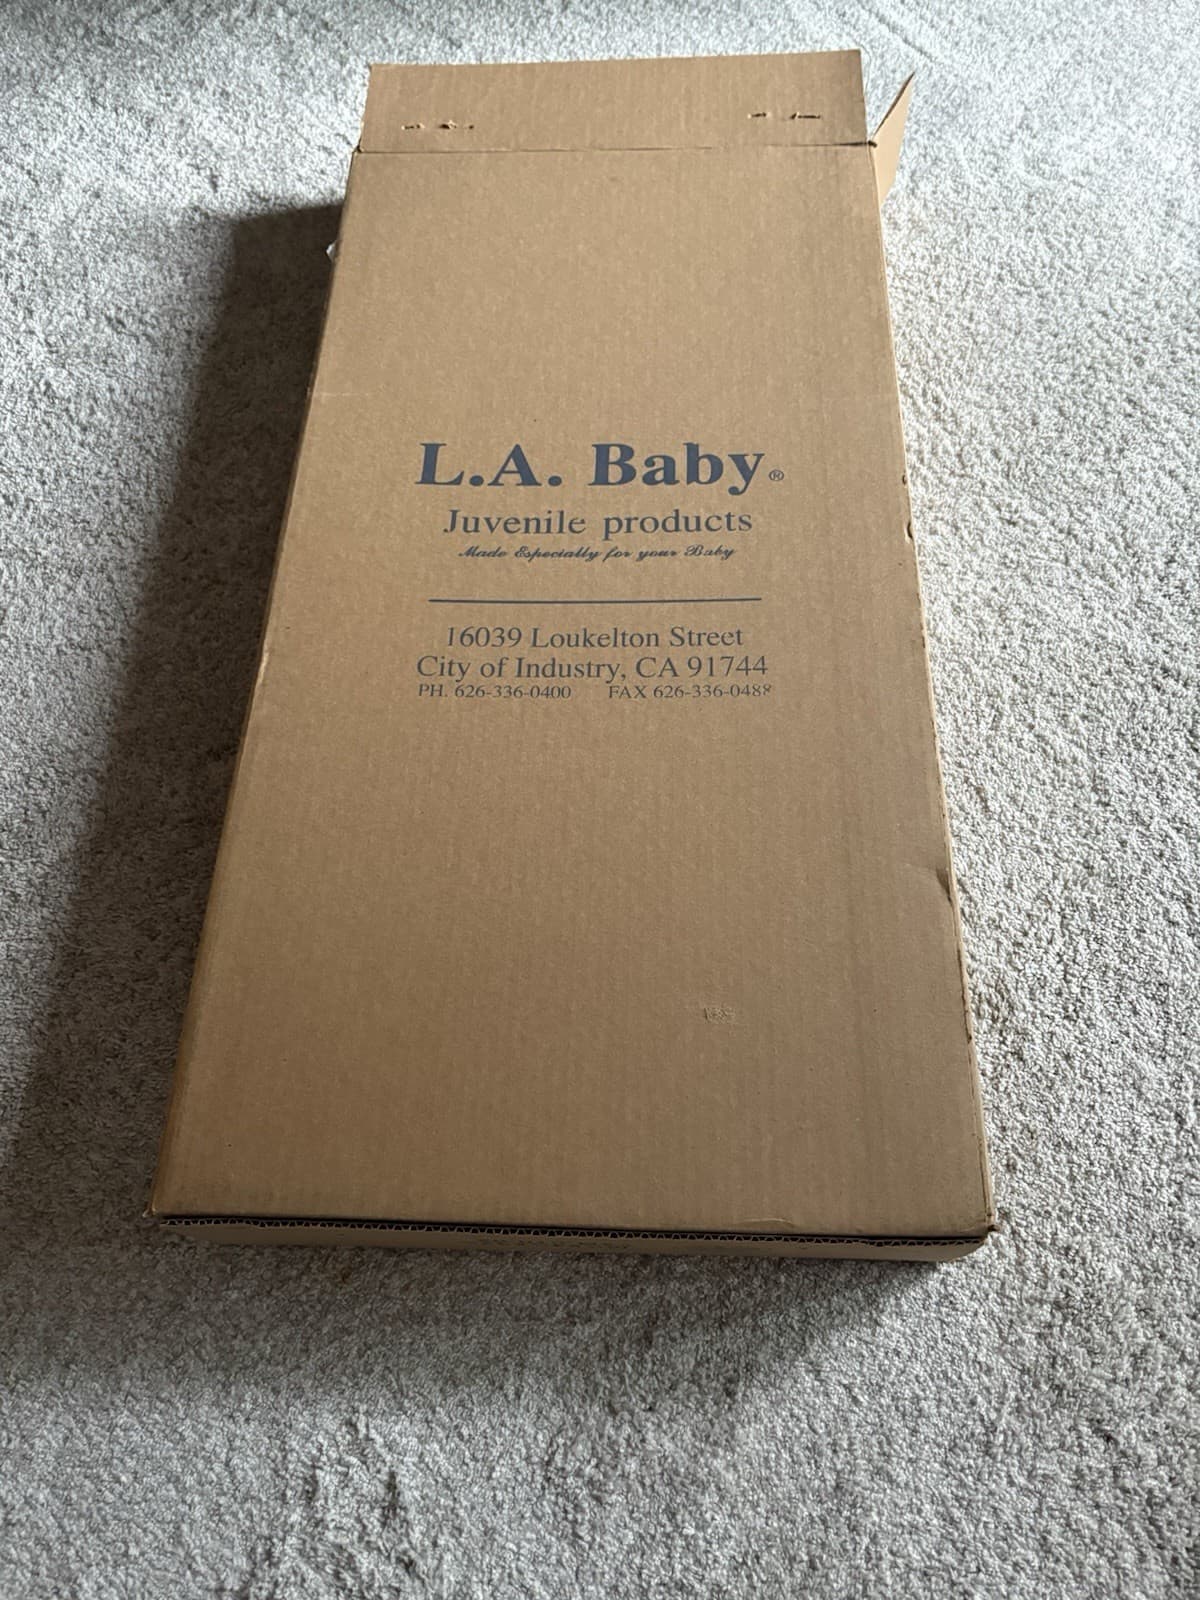 L.A. Baby®
Juvenile products
Made Especially for your Baby
16039 Loukelton Street
City of Industry, CA 91744
PH. 626-336-0400 FAX 626-336-0488